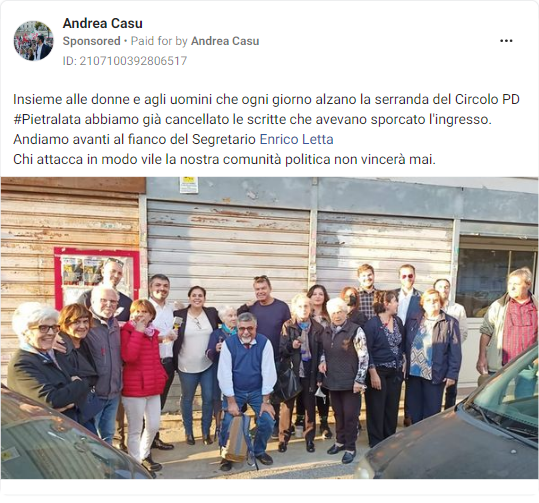 Andrea Casu
Sponsored • Paid for by Andrea Casu
ID: 2107100392806517
Insieme alle donne e agli uomini che ogni giorno alzano la serranda del Circolo PD
#Pietralata abbiamo già cancellato le scritte che avevano sporcato l'ingresso.
Andiamo avanti al fianco del Segretario Enrico Letta
Chi attacca in modo vile la nostra comunità politica non vincerà mai.